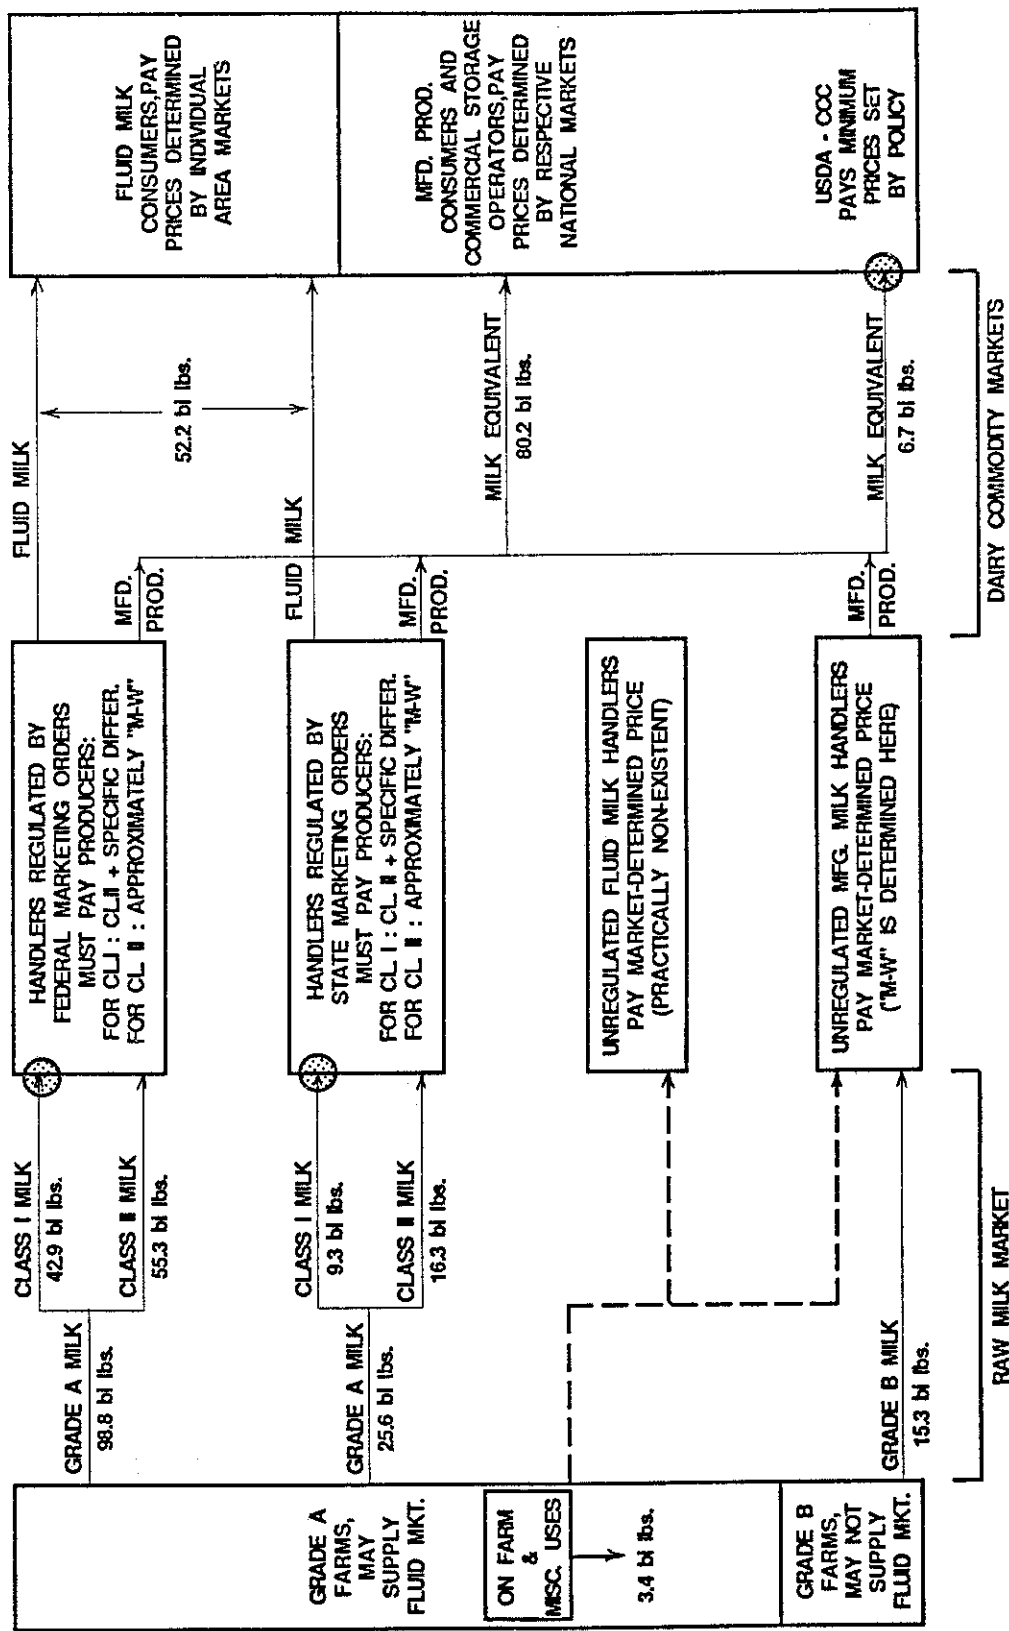 GRADE A
FARMS,
MAY
SUPPLY
FLUID MKT.
ON FARM
&
MISC. USES
3.4 bl lbs.
GRADE B
FARMS,
MAY NOT
SUPPLY
FLUID MKT.
GRADE A MILK
98.8 bl lbs.
CLASS I MILK
42.9 bl lbs.
CLASS II MILK
55.3 bl lbs.
GRADE A MILK
25.6 bl lbs.
CLASS I MILK
9.3 bl lbs.
CLASS II MILK
16.3 bl lbs.
GRADE B MILK
15.3 bl lbs.
RAW MILK MARKET
HANDLERS REGULATED BY
FEDERAL MARKETING ORDERS
MUST PAY PRODUCERS:
FOR CL.I : CL.II + SPECIFIC DIFFER.
FOR CL. II : APPROXIMATELY "M-W"
HANDLERS REGULATED BY
STATE MARKETING ORDERS
MUST PAY PRODUCERS:
FOR CL. I : CL. II + SPECIFIC DIFFER.
FOR CL. II : APPROXIMATELY "M-W"
UNREGULATED FLUID MILK HANDLERS
PAY MARKET-DETERMINED PRICE
(PRACTICALLY NON-EXISTENT)
UNREGULATED MFG. MILK HANDLERS
PAY MARKET-DETERMINED PRICE
("M-W" IS DETERMINED HERE)
FLUID MILK
MFD.
PROD.
52.2 bl lbs.
FLUID MILK
MFD.
PROD.
MILK EQUIVALENT
80.2 bl lbs.
MFD.
PROD.
MILK EQUIVALENT
6.7 bl lbs.
DAIRY COMMODITY MARKETS
FLUID MILK
CONSUMERS,PAY
PRICES DETERMINED
BY INDIVIDUAL
AREA MARKETS
MFD. PROD.
CONSUMERS AND
COMMERCIAL STORAGE
OPERATORS,PAY
PRICES DETERMINED
BY RESPECTIVE
NATIONAL MARKETS
USDA - CCC
PAYS MINIMUM
PRICES SET
BY POLICY